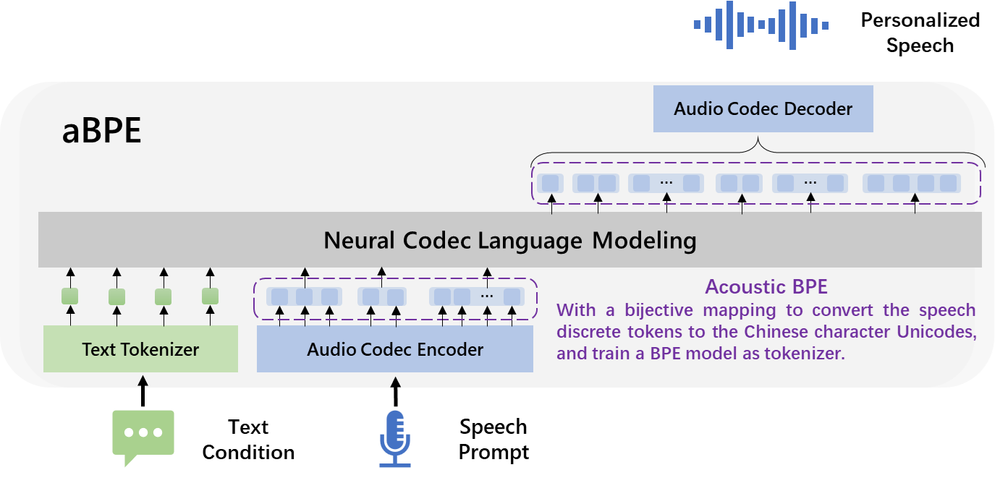 Personalized
Speech
Audio Codec Decoder
aBPE
...
...
Neural Codec Language Modeling
...
Acoustic BPE
With a bijective mapping to convert the speech
discrete tokens to the Chinese character Unicodes,
and train a BPE model as tokenizer.
Text Tokenizer
Audio Codec Encoder
Text
Condition
Speech
Prompt